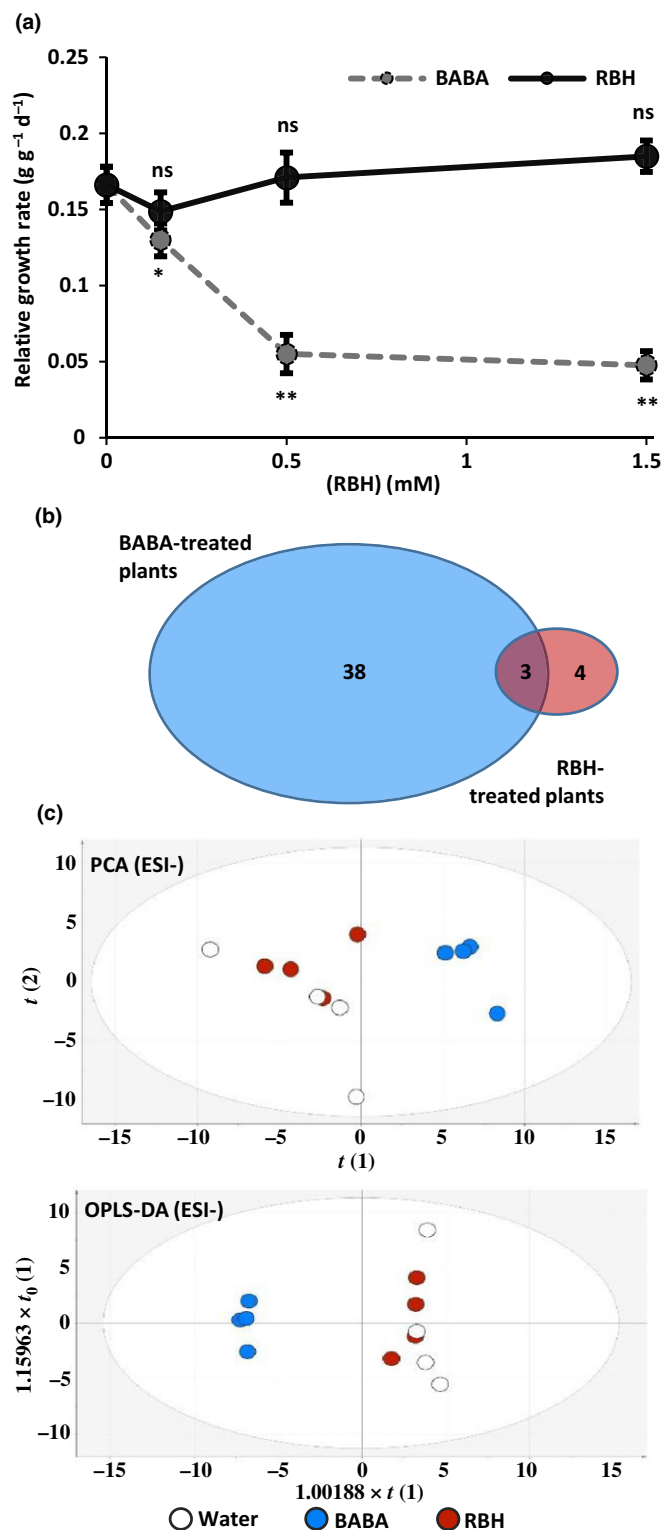 (a)
0.25
BABA
RBH
ns
ns
ns
0.2
0.15
0.1
0.05
0
*
**
**
Relative growth rate (g g⁻¹ d⁻¹)
0
0.5
1
1.5
(RBH) (mM)
(b)
BABA-treated
plants
38
3
4
RBH-
treated plants
(c)
PCA (ESI-)
10
5
0
−5
−10
t (2)
−15
−10
−5
0
5
10
15
t (1)
OPLS-DA (ESI-)
10
5
0
−5
−10
1.15963 × t₀ (1)
−15
−10
−5
0
5
10
15
1.00188 × t (1)
Water
BABA
RBH